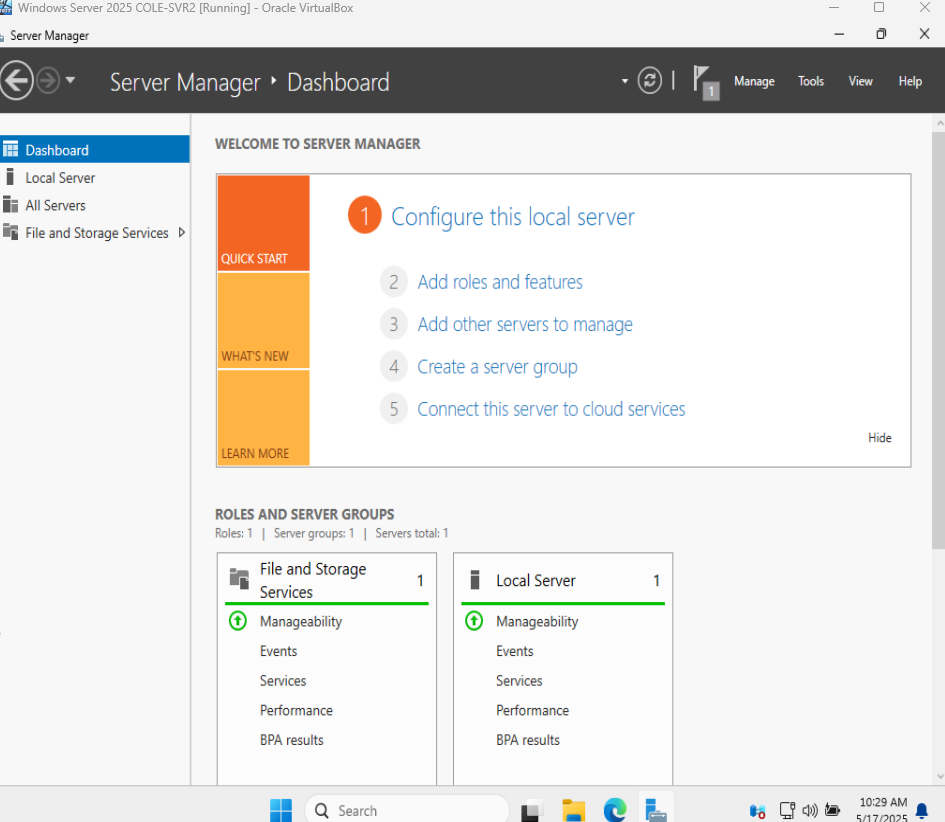 Windows Server 2025 COLE-SVR2 [Running] - Oracle VirtualBox
Server Manager
Server Manager ‣ Dashboard
1
Manage
Tools
View
Help
Dashboard
Local Server
All Servers
File and Storage Services
WELCOME TO SERVER MANAGER
QUICK START
WHAT'S NEW
LEARN MORE
1 Configure this local server
2 Add roles and features
3 Add other servers to manage
4 Create a server group
5 Connect this server to cloud services
Hide
ROLES AND SERVER GROUPS
Roles: 1 | Server groups: 1 | Servers total: 1
File and Storage
Services
1
Manageability
Events
Services
Performance
BPA results
Local Server 1
Manageability
Events
Services
Performance
BPA results
Search
10:29 AM
5/17/2025